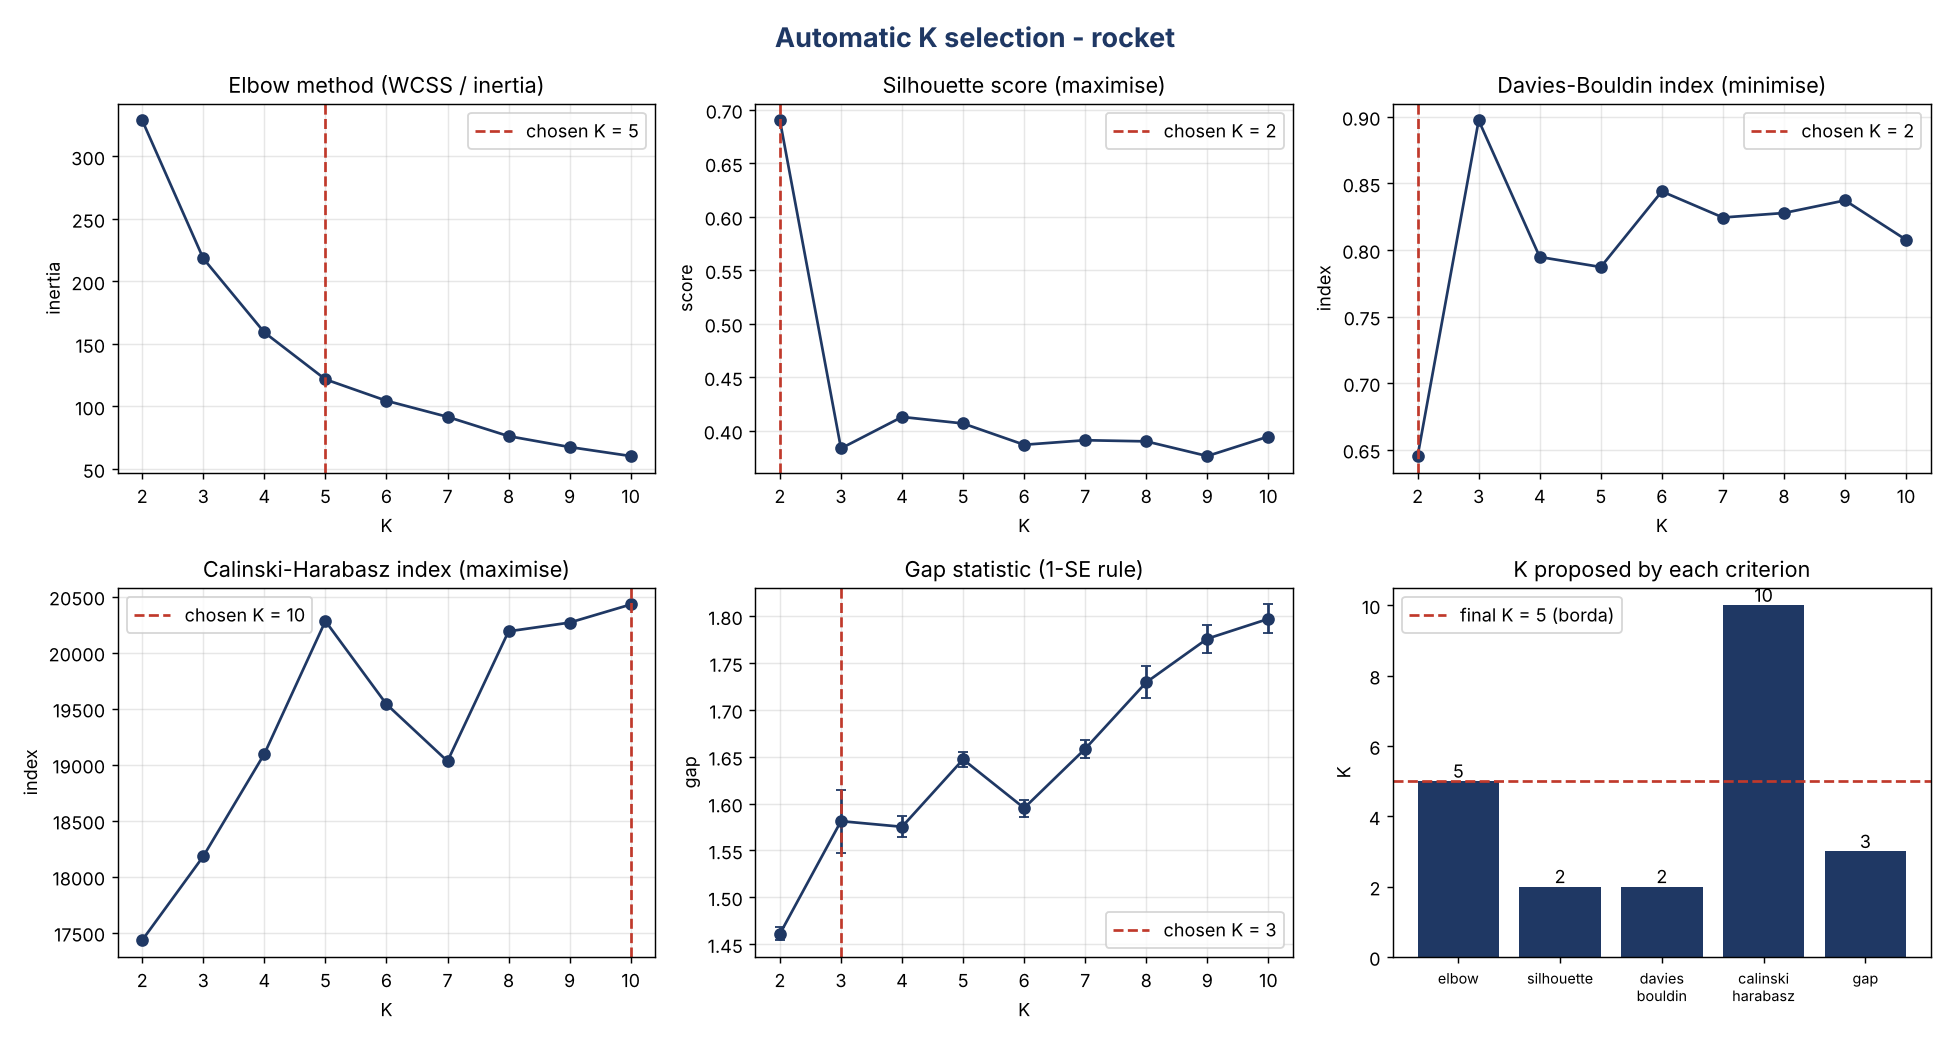 Automatic K selection - rocket
Elbow method (WCSS / inertia)
chosen K = 5
inertia
300
250
200
150
100
50
2 3 4 5 6 7 8 9 10
K
Silhouette score (maximise)
chosen K = 2
score
0.70
0.65
0.60
0.55
0.50
0.45
0.40
2 3 4 5 6 7 8 9 10
K
Davies-Bouldin index (minimise)
chosen K = 2
index
0.90
0.85
0.80
0.75
0.70
0.65
2 3 4 5 6 7 8 9 10
K
Calinski-Harabasz index (maximise)
chosen K = 10
index
20500
20000
19500
19000
18500
18000
17500
2 3 4 5 6 7 8 9 10
K
Gap statistic (1-SE rule)
chosen K = 3
gap
1.80
1.75
1.70
1.65
1.60
1.55
1.50
1.45
2 3 4 5 6 7 8 9 10
K
K proposed by each criterion
final K = 5 (borda)
K
10
8
6
4
2
0
5
2
2
10
3
elbow
silhouette
davies
bouldin
calinski
harabasz
gap